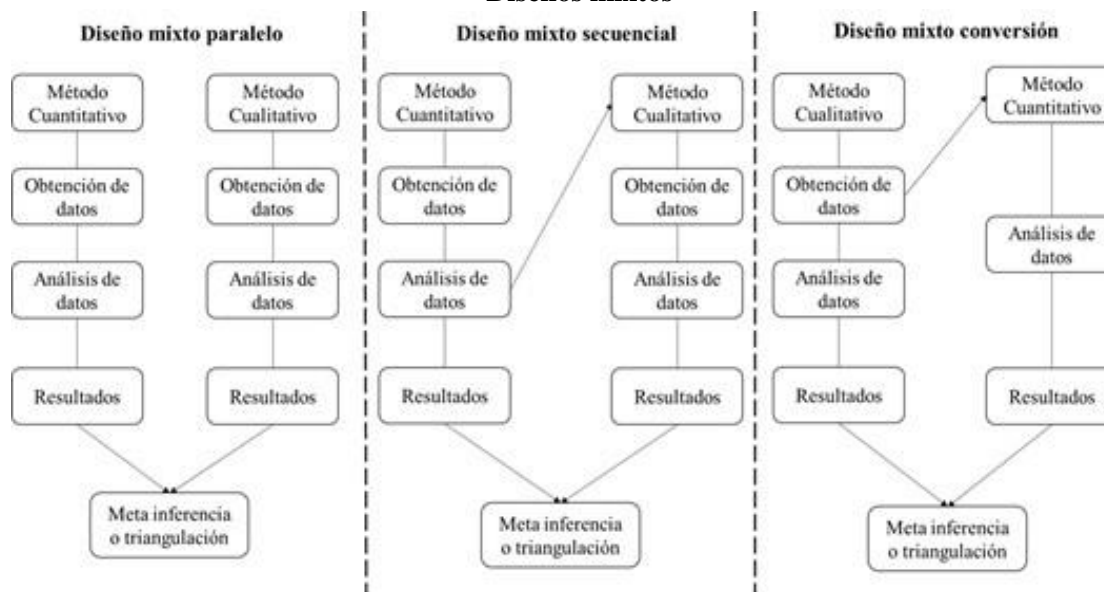 Diseños mixtos
Diseño mixto paralelo
Método
Cuantitativo
Método
Cualitativo
Obtención de
datos
Obtención de
datos
Análisis de
datos
Análisis de
datos
Resultados
Resultados
Meta inferencia
o triangulación
Diseño mixto secuencial
Método
Cuantitativo
Método
Cualitativo
Obtención de
datos
Obtención de
datos
Análisis de
datos
Análisis de
datos
Resultados
Resultados
Meta inferencia
o triangulación
Diseño mixto conversión
Método
Cualitativo
Método
Cuantitativo
Obtención de
datos
Análisis de
datos
Análisis de
datos
Resultados
Resultados
Meta inferencia
o triangulación